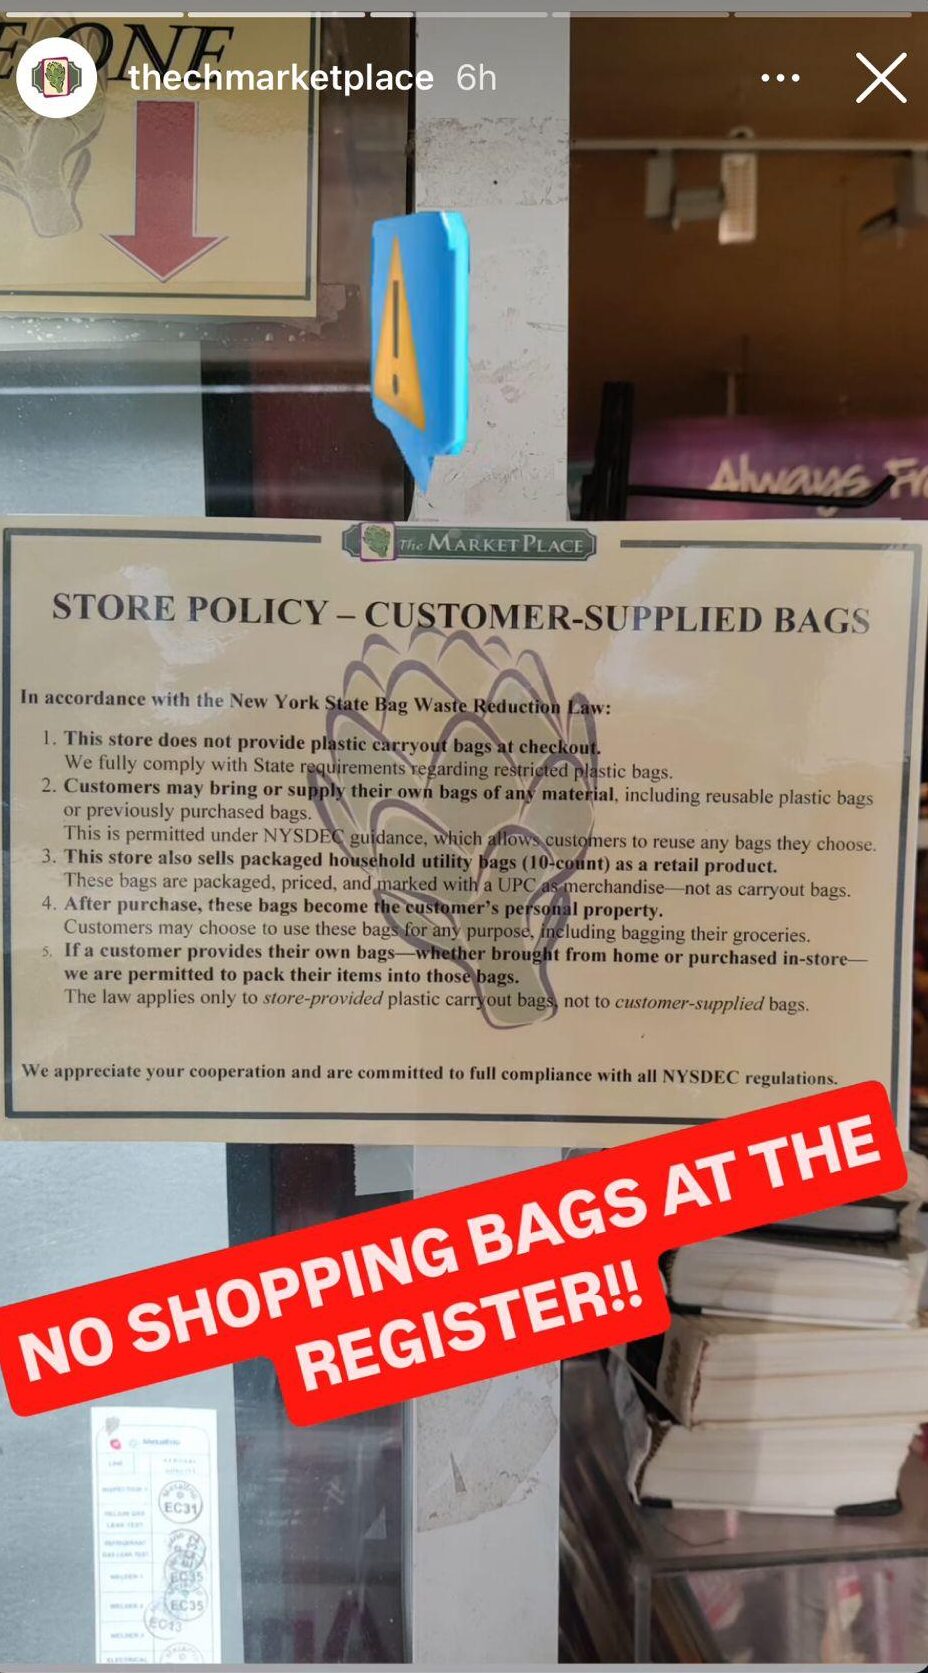 E ONE
thechmarketplace 6h
Always Fr
The MARKETPLACE
STORE POLICY – CUSTOMER-SUPPLIED BAGS
In accordance with the New York State Bag Waste Reduction Law:
1. This store does not provide plastic carryout bags at checkout.
We fully comply with State requirements regarding restricted plastic bags.
2. Customers may bring or supply their own bags of any material, including reusable plastic bags
or previously purchased bags.
This is permitted under NYSDEC guidance, which allows customers to reuse any bags they choose.
3. This store also sells packaged household utility bags (10-count) as a retail product.
These bags are packaged, priced, and marked with a UPC as merchandise—not as carryout bags.
4. After purchase, these bags become the customer's personal property.
Customers may choose to use these bags for any purpose, including bagging their groceries.
5. If a customer provides their own bags—whether brought from home or purchased in-store—
we are permitted to pack their items into those bags.
The law applies only to store-provided plastic carryout bags, not to customer-supplied bags.
We appreciate your cooperation and are committed to full compliance with all NYSDEC regulations.
NO SHOPPING BAGS AT THE
REGISTER!!
EC31
EC32
EC35
EC35
EC13
ELECTRICAL